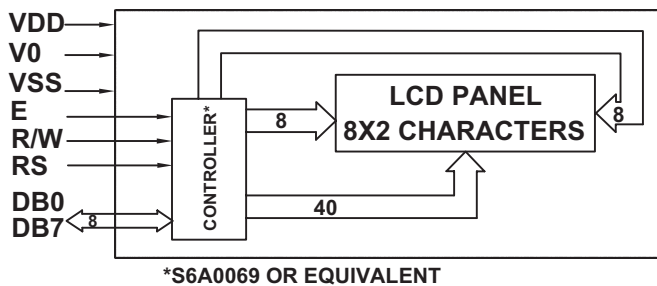 VDD
V0
VSS
E
R/W
RS
DB0
DB7
8
CONTROLLER*
8
40
LCD PANEL
8X2 CHARACTERS
8
*S6A0069 OR EQUIVALENT